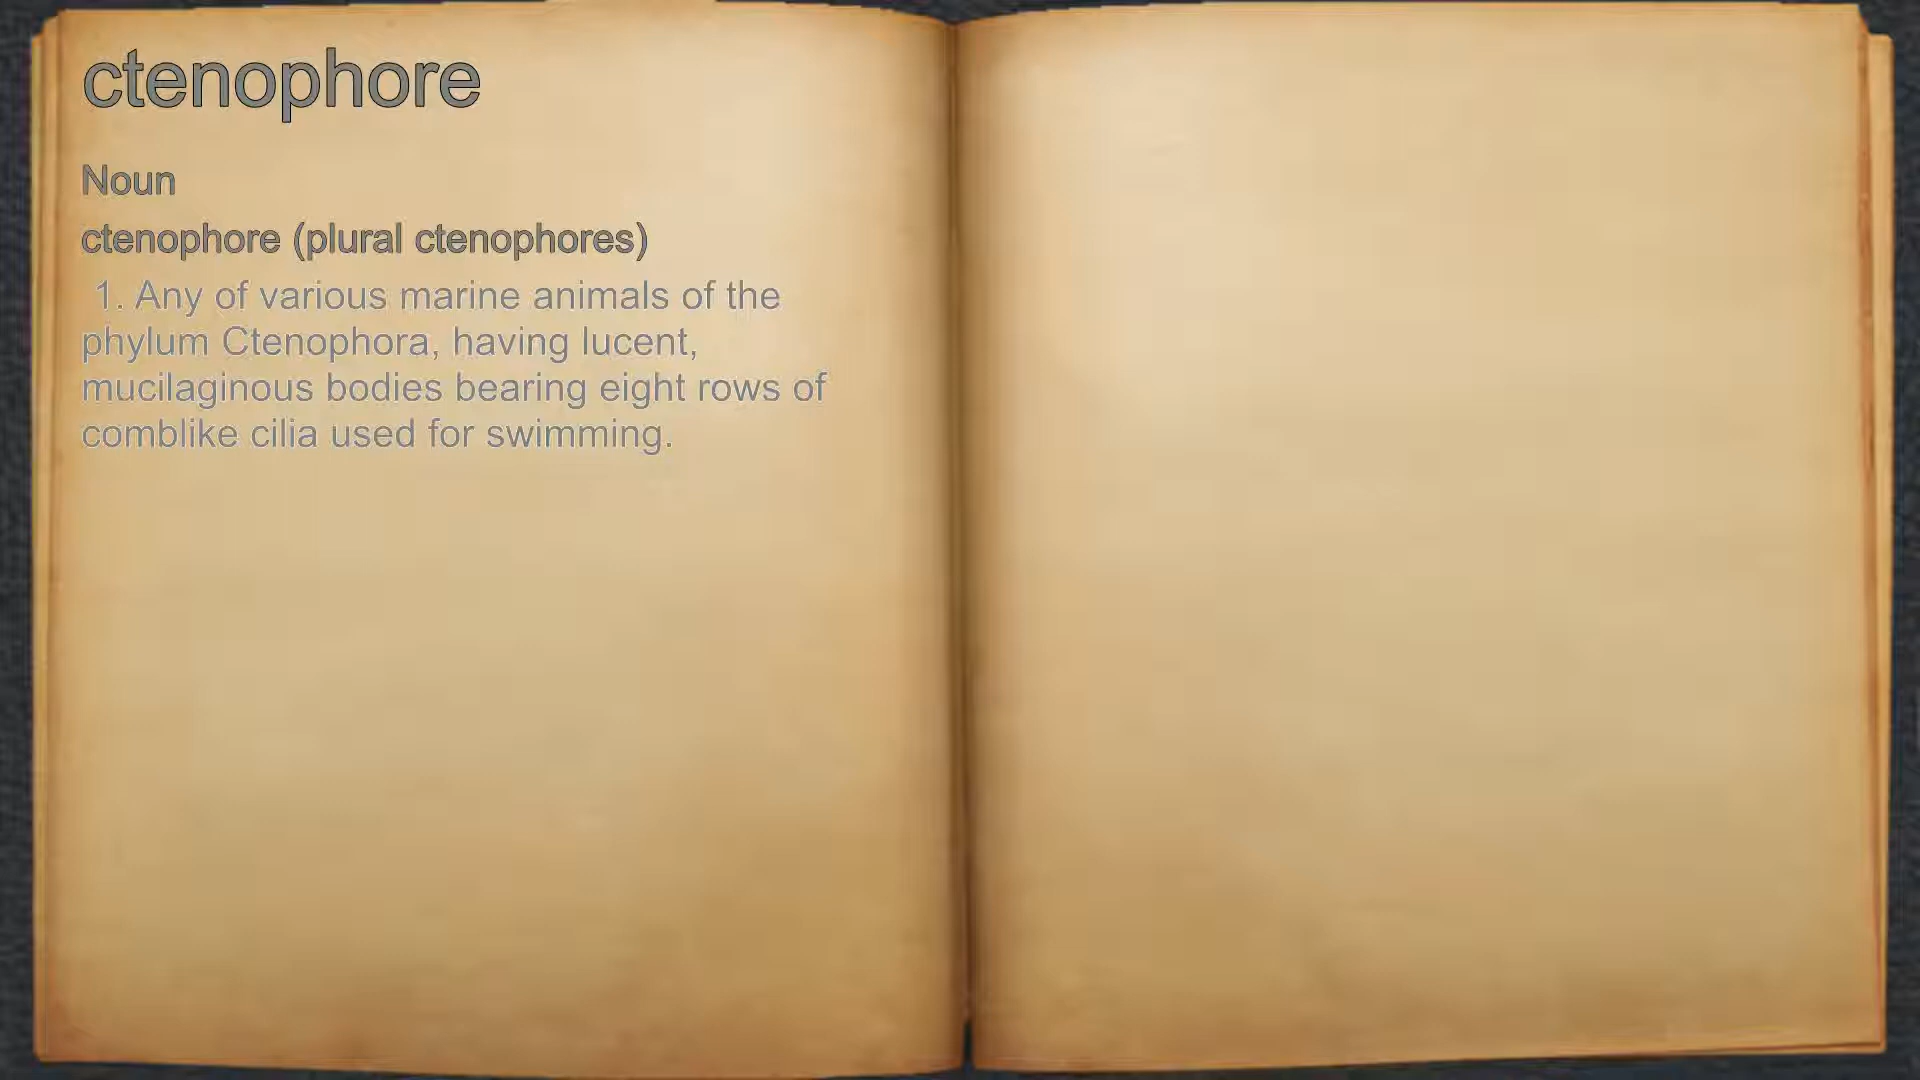 ctenophore
Noun
ctenophore (plural ctenophores)
1. Any of various marine animals of the
phylum Ctenophora, having lucent,
mucilaginous bodies bearing eight rows of
comblike cilia used for swimming.